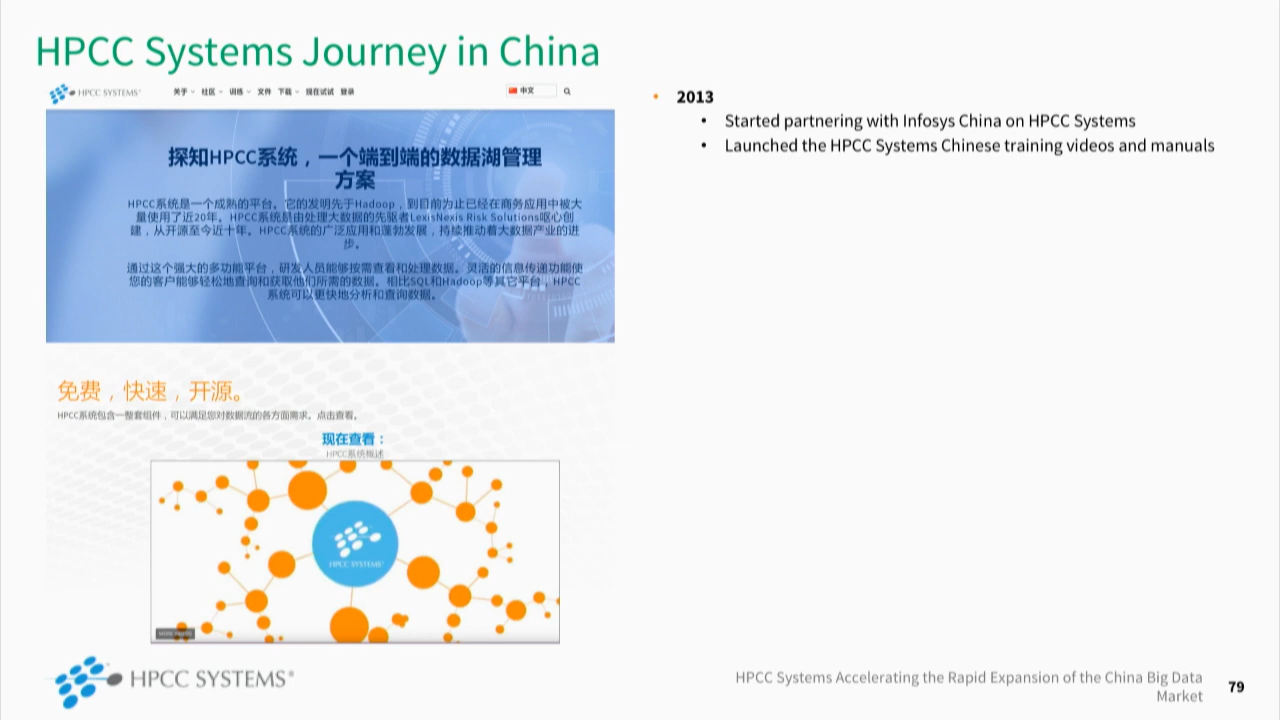 HPCC Systems Journey in China
HPCC SYSTEMS®
关于 社区 训练 文件 下载 现在试试 登录
中文
探知HPCC系统，一个端到端的数据湖管理
方案
HPCC系统是一个成熟的平台。它的发明先于Hadoop，到目前为止已经在商务应用中被大
量使用了近20年。HPCC系统是由处理大数据的先驱者LexisNexis Risk Solutions呕心创
建，从开源至今近十年。HPCC系统的广泛应用和蓬勃发展，持续推动着大数据产业的进
步。
通过这个强大的多功能平台，研发人员能够按需查看和处理数据。灵活的信息传递功能使
您的客户能够轻松地查询和获取他们所需的数据。相比SQL和Hadoop等其它平台，HPCC
系统可以更快地分析和查询数据。
免费，快速，开源。
HPCC系统包含一整套组件，可以满足您对数据流的各方面需求。点击查看。
现在查看：
HPCC系统概述
HPCC SYSTEMS®
• 2013
• Started partnering with Infosys China on HPCC Systems
• Launched the HPCC Systems Chinese training videos and manuals
HPCC SYSTEMS®
HPCC Systems Accelerating the Rapid Expansion of the China Big Data
Market
79